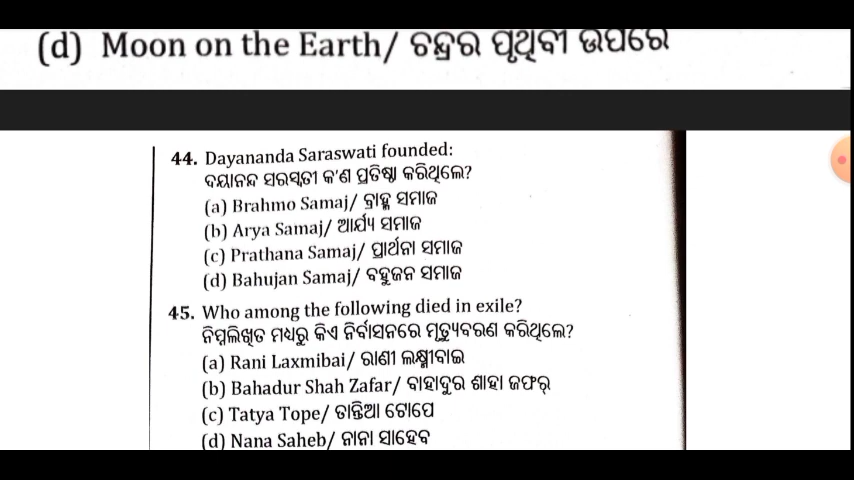 (d) Moon on the Earth/ ଚନ୍ଦ୍ରର ପୃଥିବୀ ଉପରେ
44. Dayananda Saraswati founded:
ଦୟାନନ୍ଦ ସରସ୍ୱତୀ କ'ଣ ପ୍ରତିଷ୍ଠା କରିଥିଲେ?
(a) Brahmo Samaj/ ବ୍ରାହ୍ମ ସମାଜ
(b) Arya Samaj/ ଆର୍ଯ୍ୟ ସମାଜ
(c) Prathana Samaj/ ପ୍ରାର୍ଥନା ସମାଜ
(d) Bahujan Samaj/ ବହୁଜନ ସମାଜ
45. Who among the following died in exile?
ନିମ୍ନଲିଖିତ ମଧ୍ୟରୁ କିଏ ନିର୍ବାସନରେ ମୃତ୍ୟୁବରଣ କରିଥିଲେ?
(a) Rani Laxmibai/ ରାଣୀ ଲକ୍ଷ୍ମୀବାଇ
(b) Bahadur Shah Zafar/ ବାହାଦୁର ଶାହା ଜଫର୍
(c) Tatya Tope/ ତାନ୍ତିଆ ଟୋପେ
(d) Nana Saheb/ ନାନା ସାହେବ